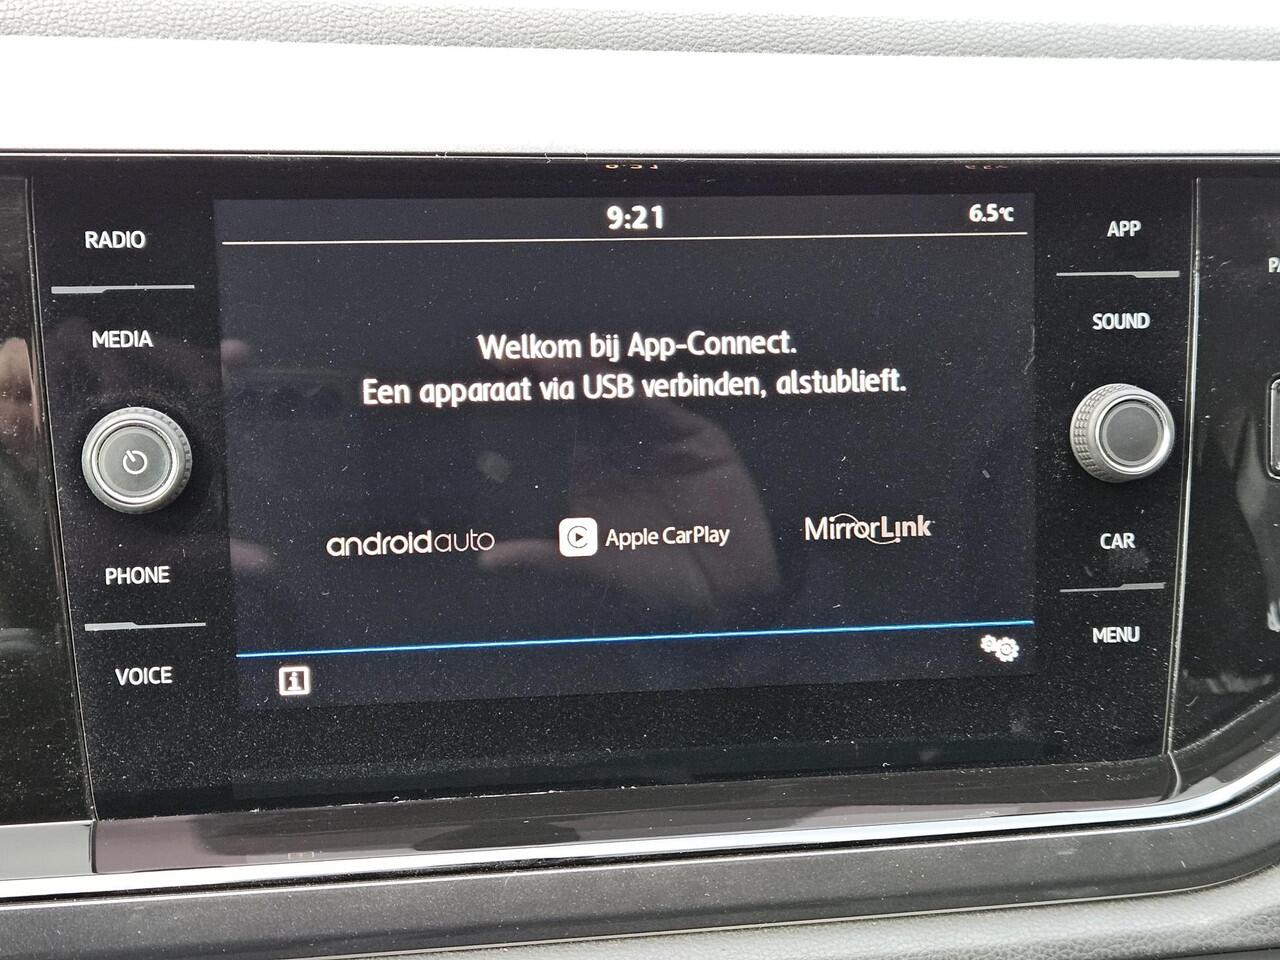 9:21
6.5°C
RADIO
APP
MEDIA
SOUND
Welkom bij App-Connect.
Een apparaat via USB verbinden, alstublieft.
androidauto
Apple CarPlay
MirrorLink
PHONE
CAR
VOICE
MENU
i